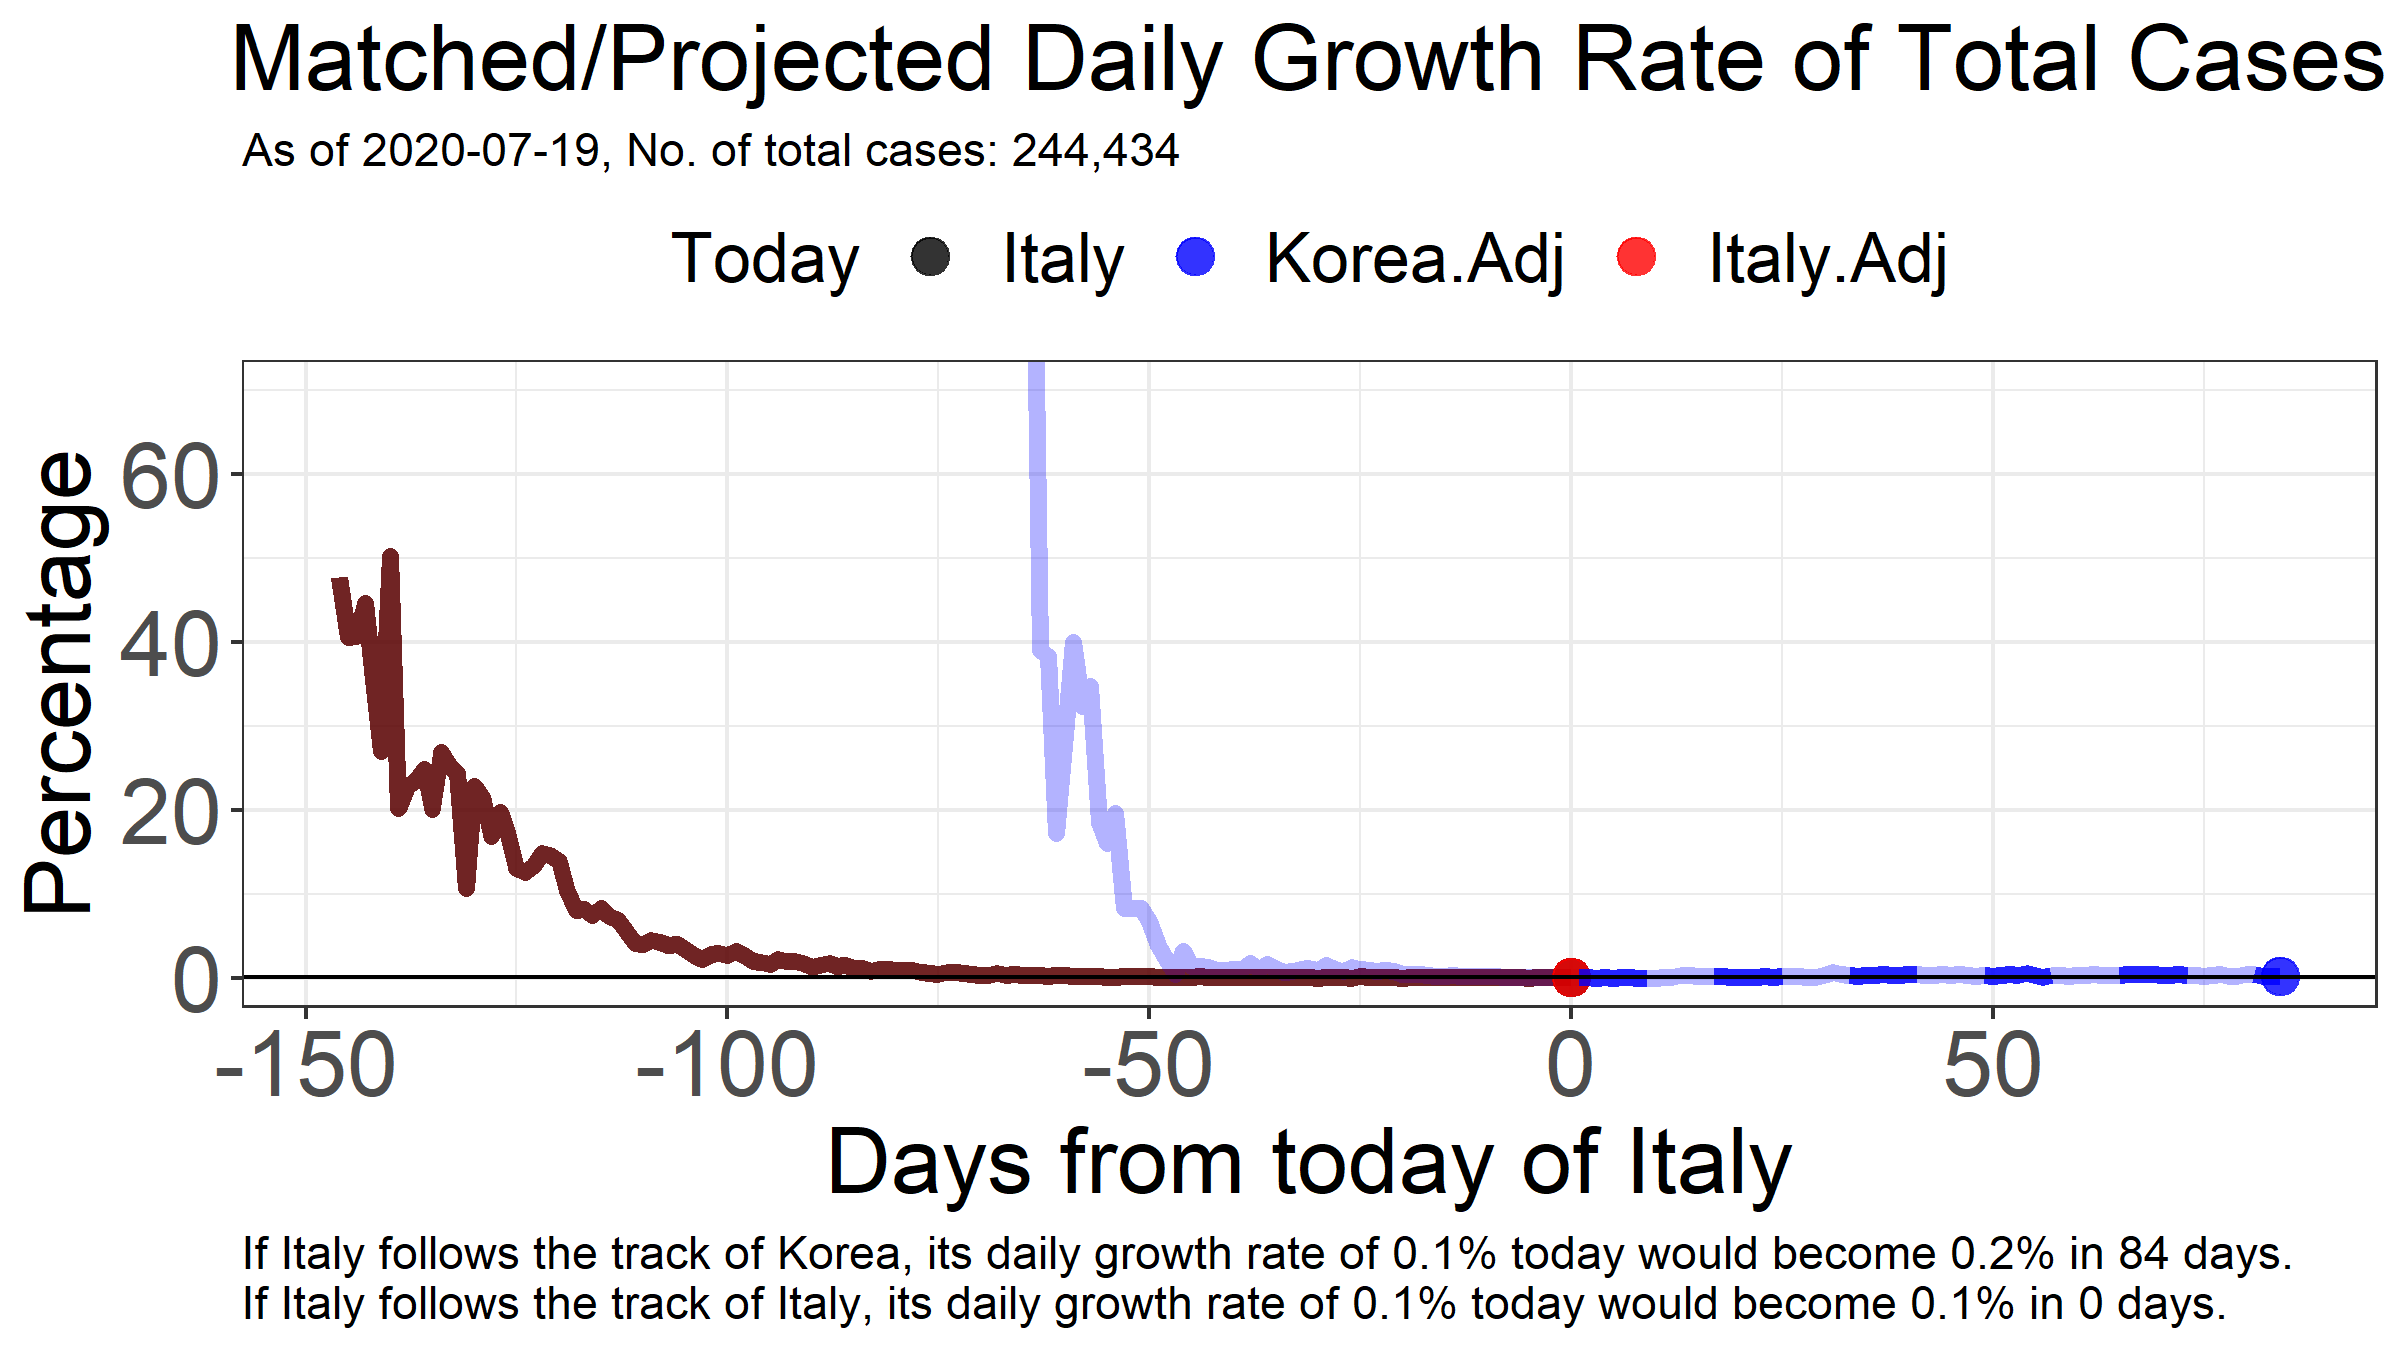 Matched/Projected Daily Growth Rate of Total Cases
As of 2020-07-19, No. of total cases: 244,434
Today Italy Korea.Adj Italy.Adj
Percentage
60
40
20
0
-150 -100 -50 0 50
Days from today of Italy
If Italy follows the track of Korea, its daily growth rate of 0.1% today would become 0.2% in 84 days.
If Italy follows the track of Italy, its daily growth rate of 0.1% today would become 0.1% in 0 days.